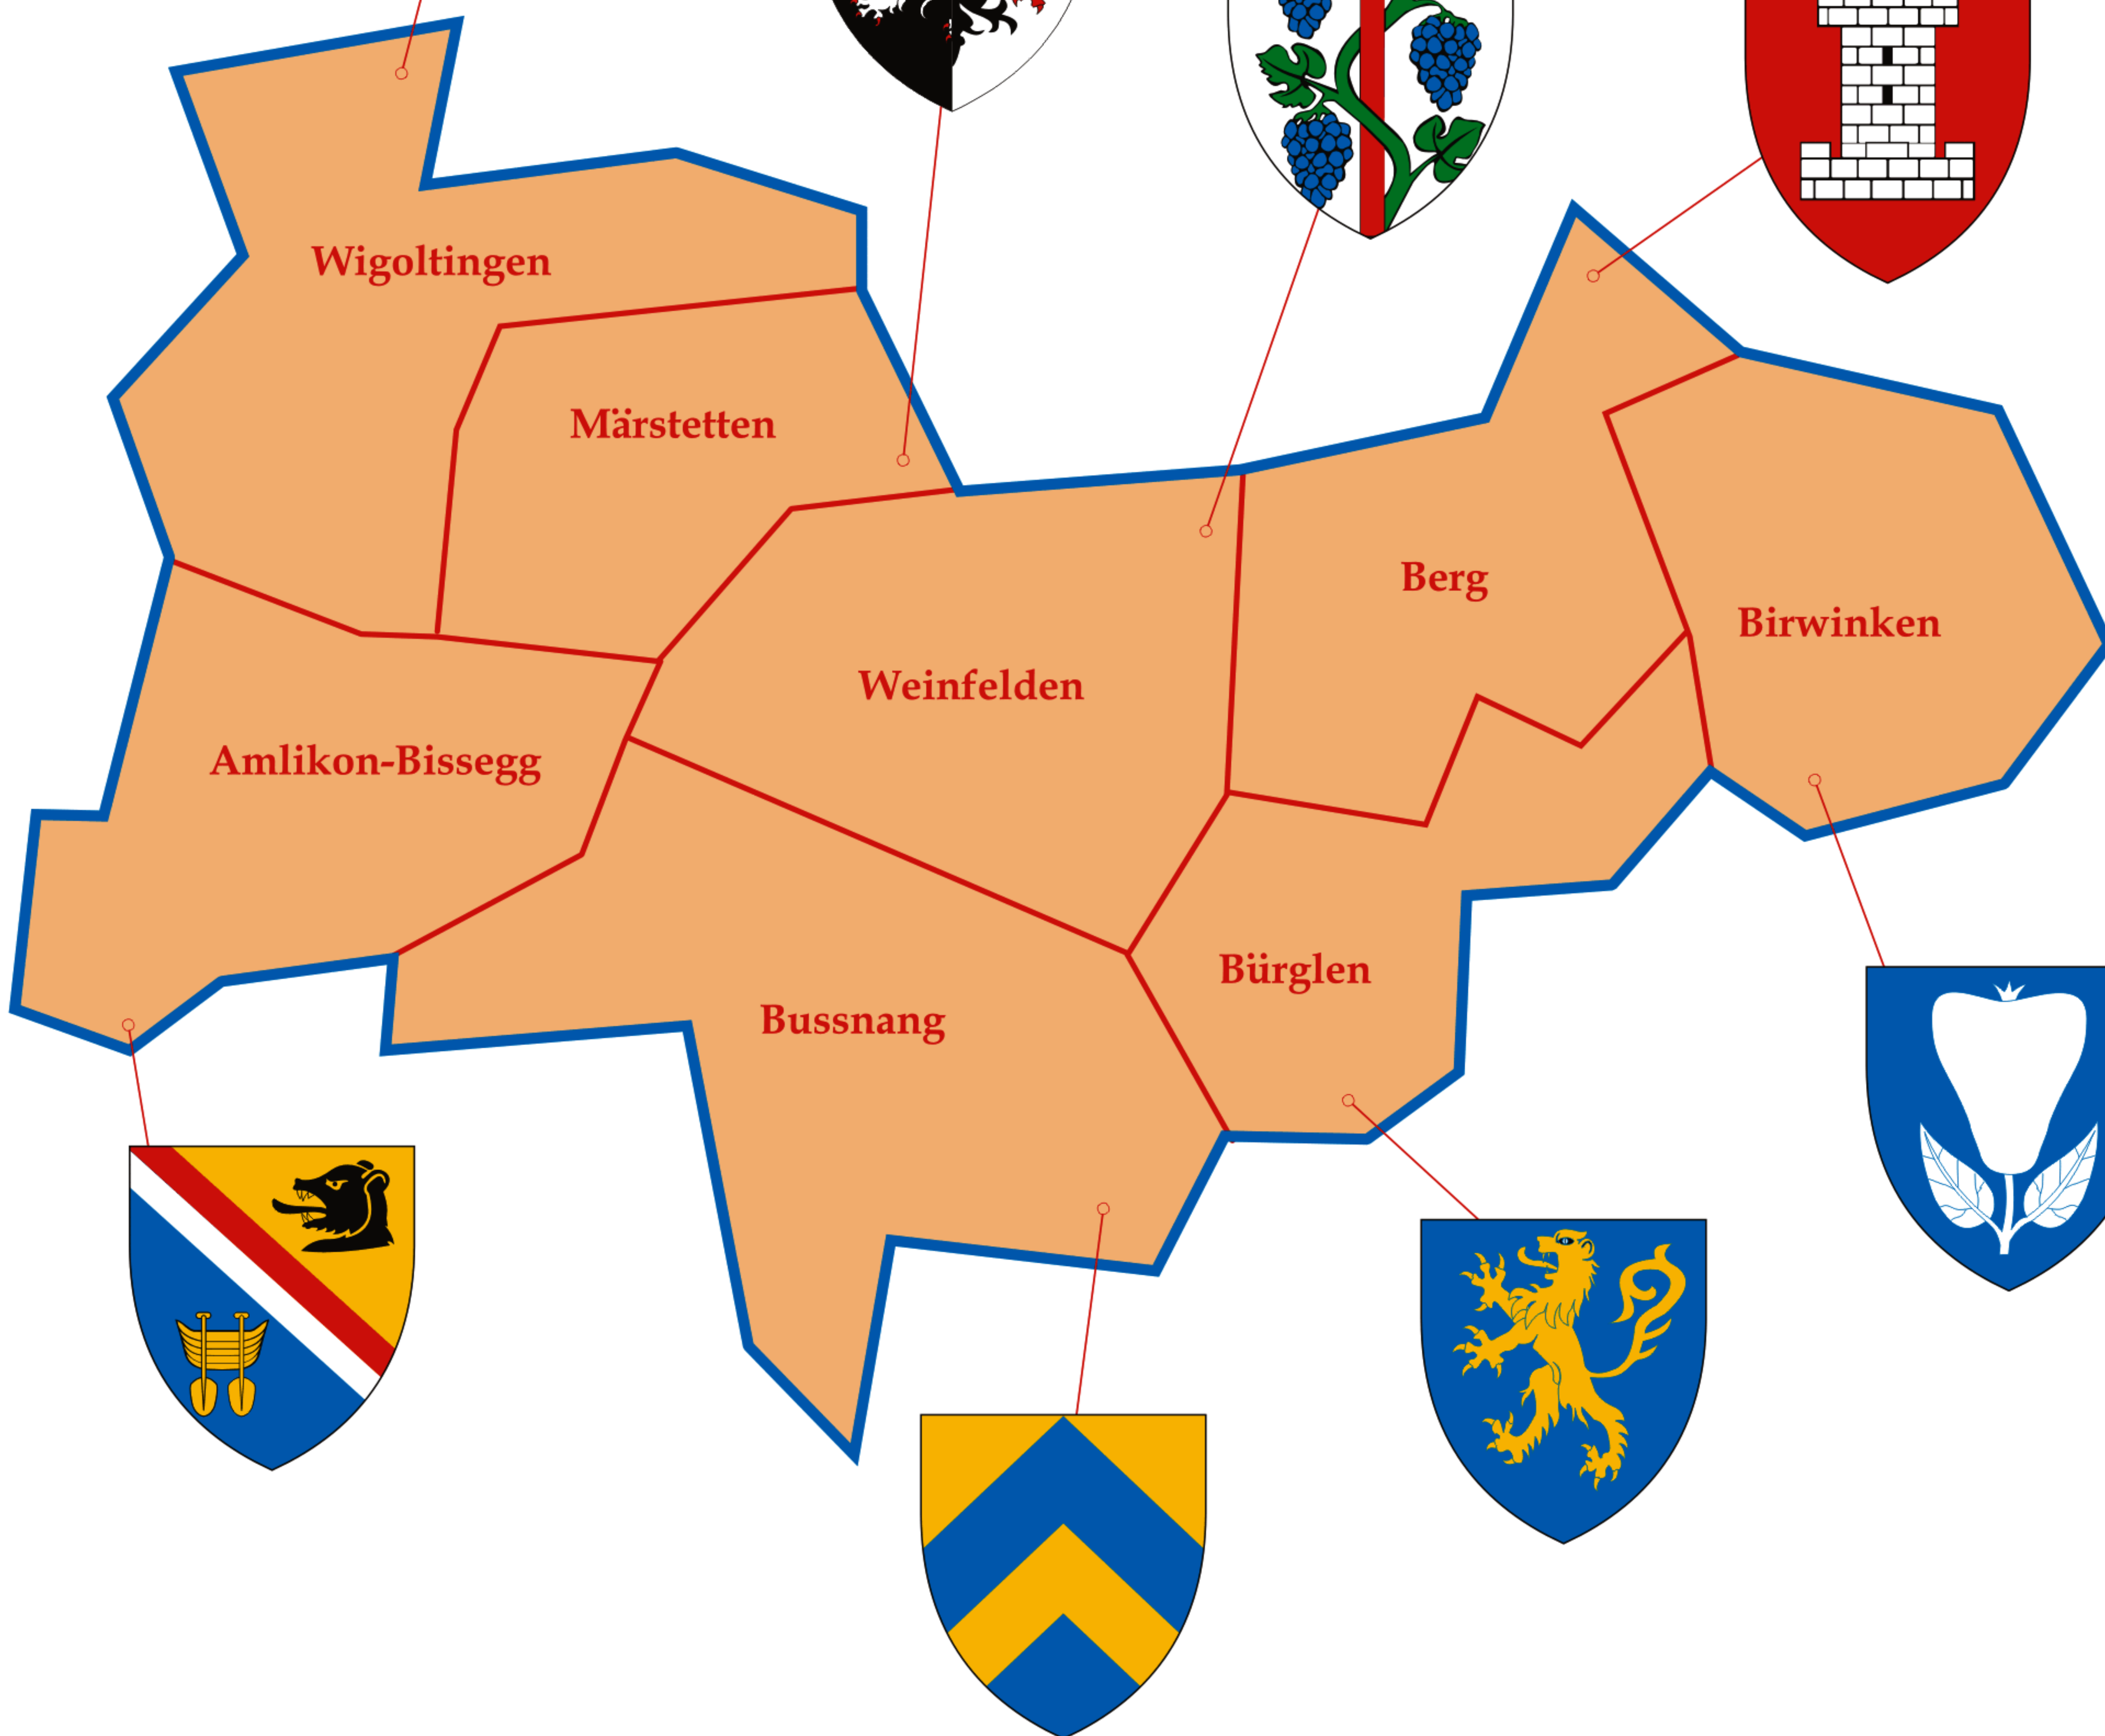 Wigoltingen
Märstetten
Berg
Birwinken
Weinfelden
Amlikon-Bissegg
Bürglen
Bussnang